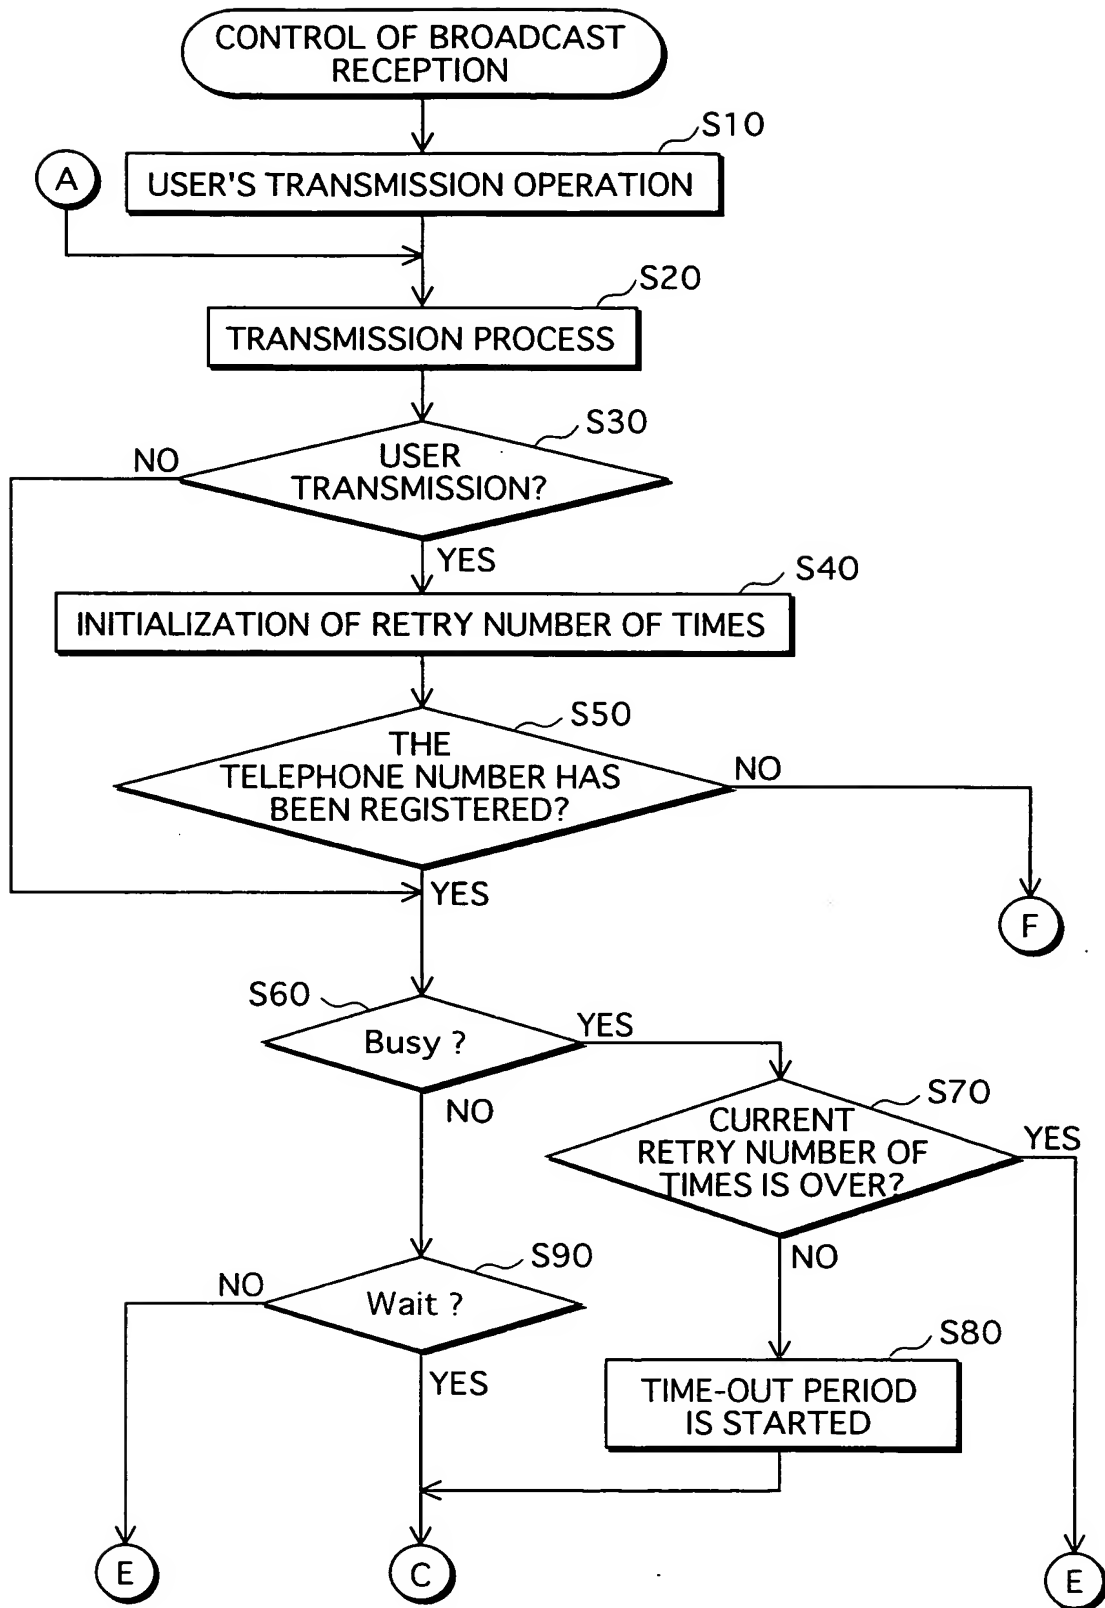 CONTROL OF BROADCAST
RECEPTION
S10
A
USER'S TRANSMISSION OPERATION
S20
TRANSMISSION PROCESS
S30
NO
USER
TRANSMISSION?
YES
S40
INITIALIZATION OF RETRY NUMBER OF TIMES
S50
THE
TELEPHONE NUMBER HAS
BEEN REGISTERED?
NO
YES
F
S60
Busy ?
YES
NO
S70
CURRENT
RETRY NUMBER OF
TIMES IS OVER?
YES
NO
S90
NO
Wait ?
YES
S80
TIME-OUT PERIOD
IS STARTED
E
C
E